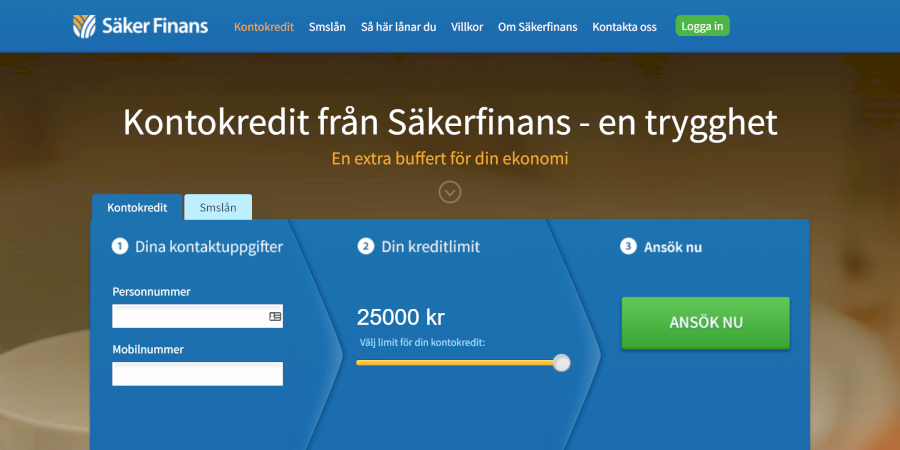 Säker Finans
Kontokredit Smslån Så här lånar du Villkor Om Säkerfinans Kontakta oss Logga in
Kontokredit från Säkerfinans - en trygghet
En extra buffert för din ekonomi
Kontokredit Smslån
1 Dina kontaktuppgifter
Personnummer
Mobilnummer
2 Din kreditlimit
25000 kr
Välj limit för din kontokredit:
3 Ansök nu
ANSÖK NU